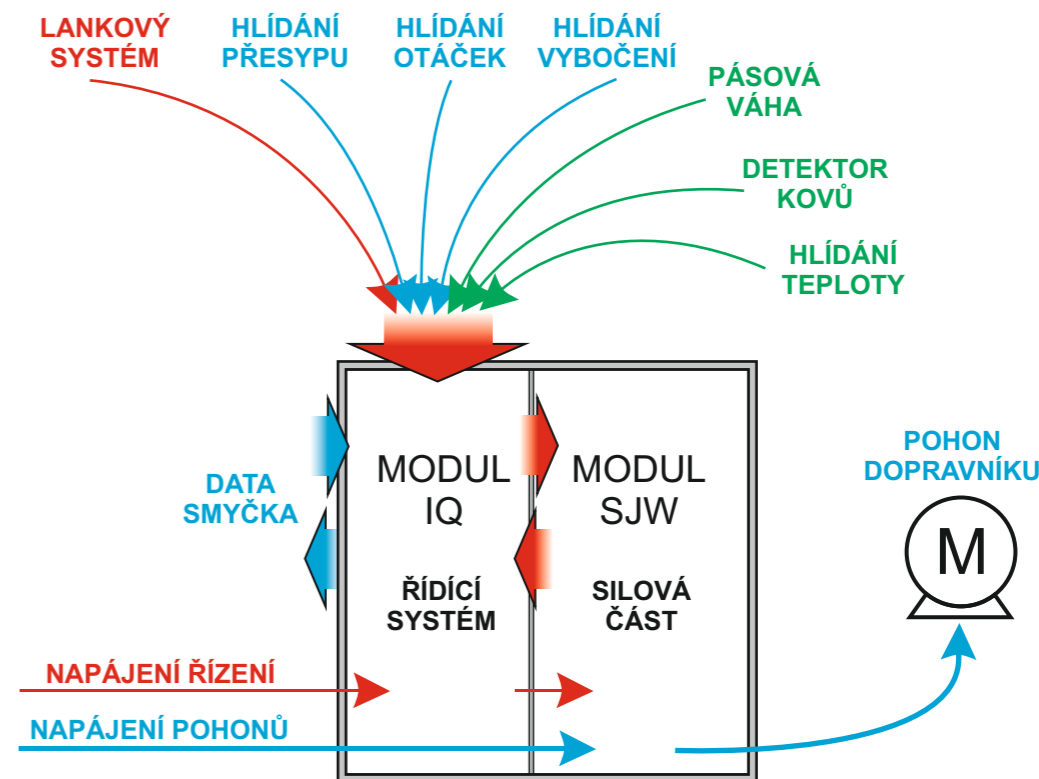 LANKOVÝ
SYSTÉM
HLÍDÁNÍ
PŘESYPU
HLÍDÁNÍ
OTÁČEK
HLÍDÁNÍ
VYBOČENÍ
PÁSOVÁ
VÁHA
DETEKTOR
KOVŮ
HLÍDÁNÍ
TEPLOTY
DATA
SMYČKA
MODUL
IQ
ŘÍDÍCÍ
SYSTÉM
MODUL
SJW
SILOVÁ
ČÁST
POHON
DOPRAVNÍKU
M
NAPÁJENÍ ŘÍZENÍ
NAPÁJENÍ POHONŮ